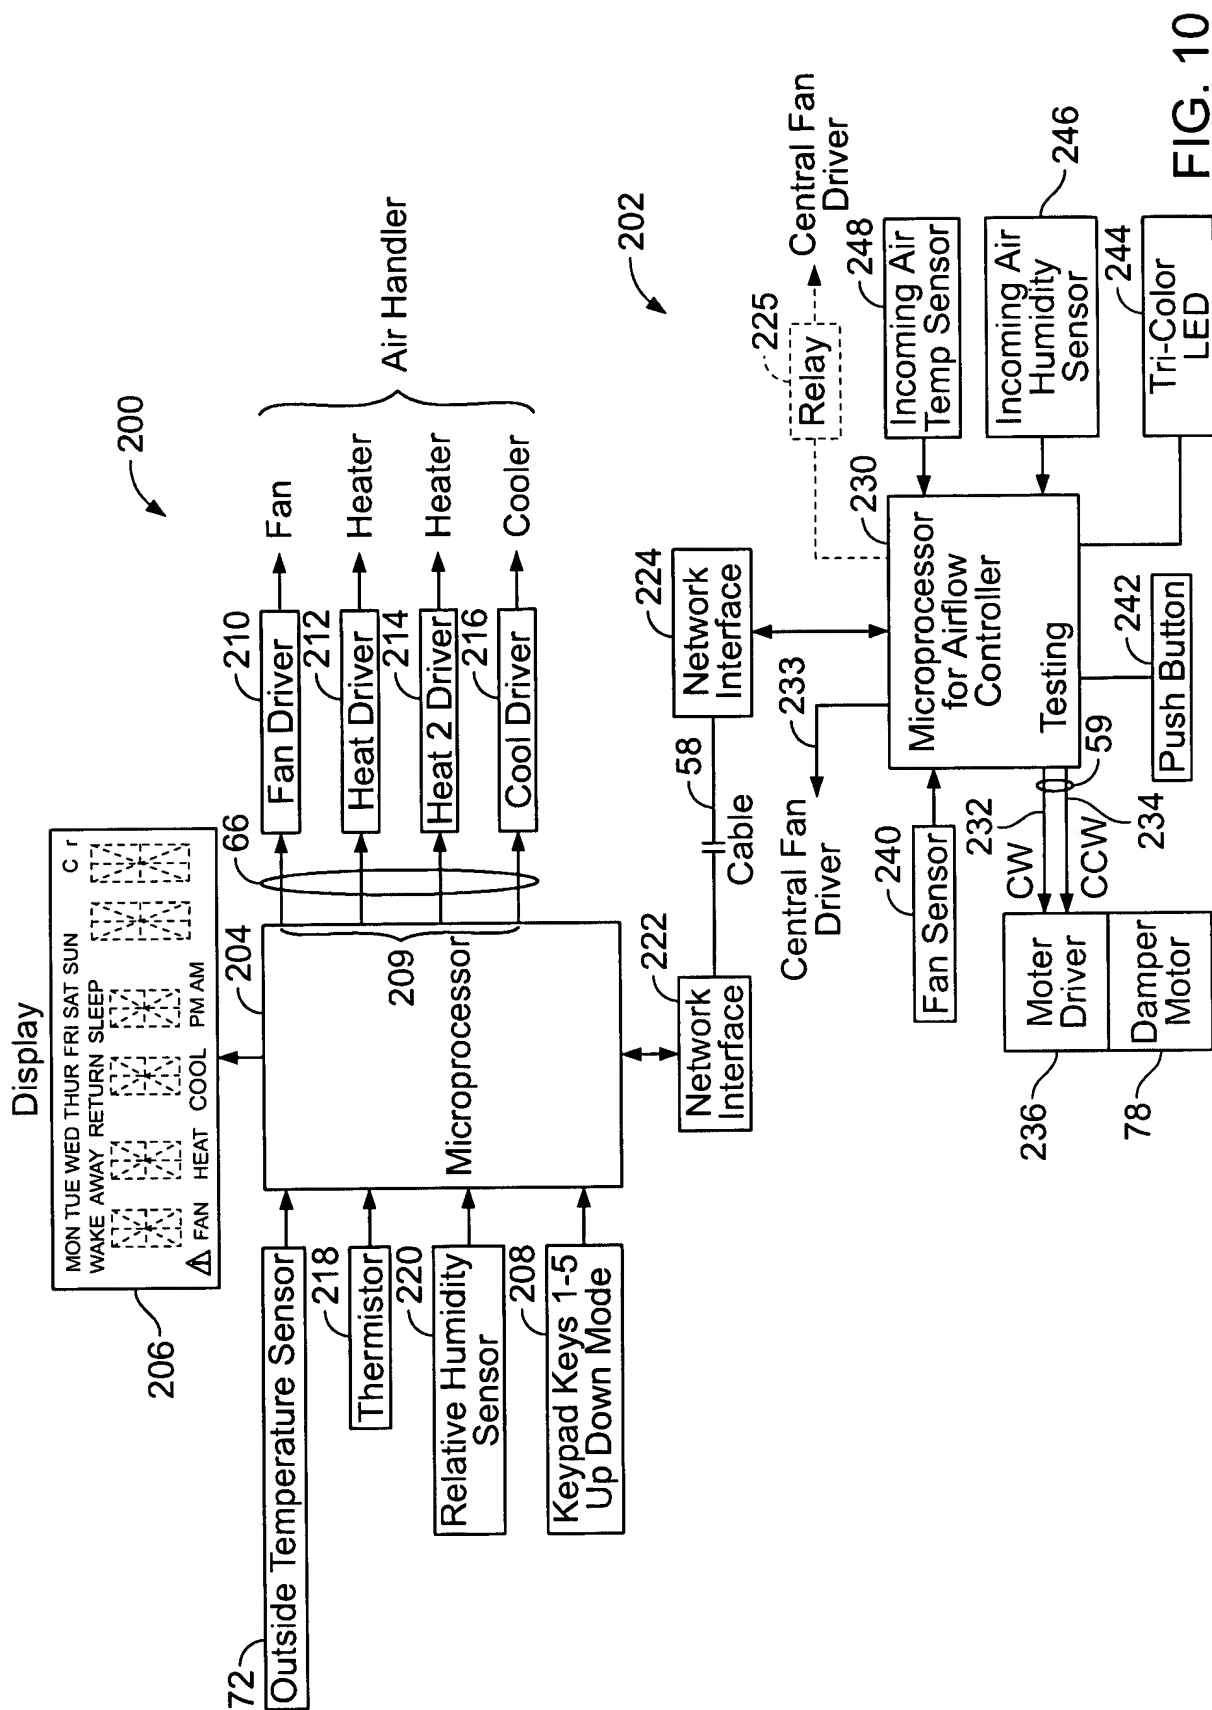 Display
MON TUE WED THUR FRI SAT SUN
WAKE AWAY RETURN SLEEP
C r
FAN HEAT COOL PM AM
206
204
200
72
Outside Temperature Sensor
218
Thermistor
220
Relative Humidity
Sensor
208
Keypad Keys 1-5
Up Down Mode
Microprocessor
209
66
210
Fan Driver
Fan
212
Heat Driver
Heater
214
Heat 2 Driver
Heater
216
Cool Driver
Cooler
Air Handler
222
Network
Interface
58
Cable
224
Network
Interface
202
Central Fan
Driver
233
230
225
Relay
Central Fan
Driver
240
Fan Sensor
Microprocessor
for Airflow
Controller
Testing
248
Incoming Air
Temp Sensor
Incoming Air
Humidity
Sensor
246
232
CW
CCW
234
59
236
Moter
Driver
78
Damper
Motor
242
Push Button
244
Tri-Color
LED
FIG. 10